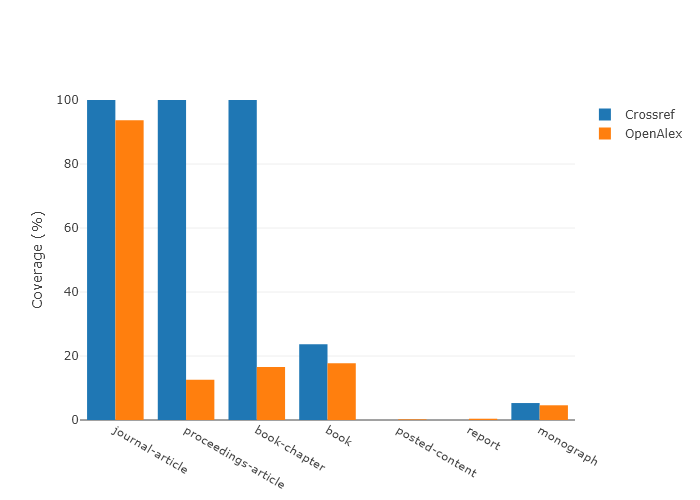 100
80
60
40
20
0
Coverage (%)
journal-article
proceedings-article
book-chapter
book
posted-content
report
monograph
Crossref
OpenAlex